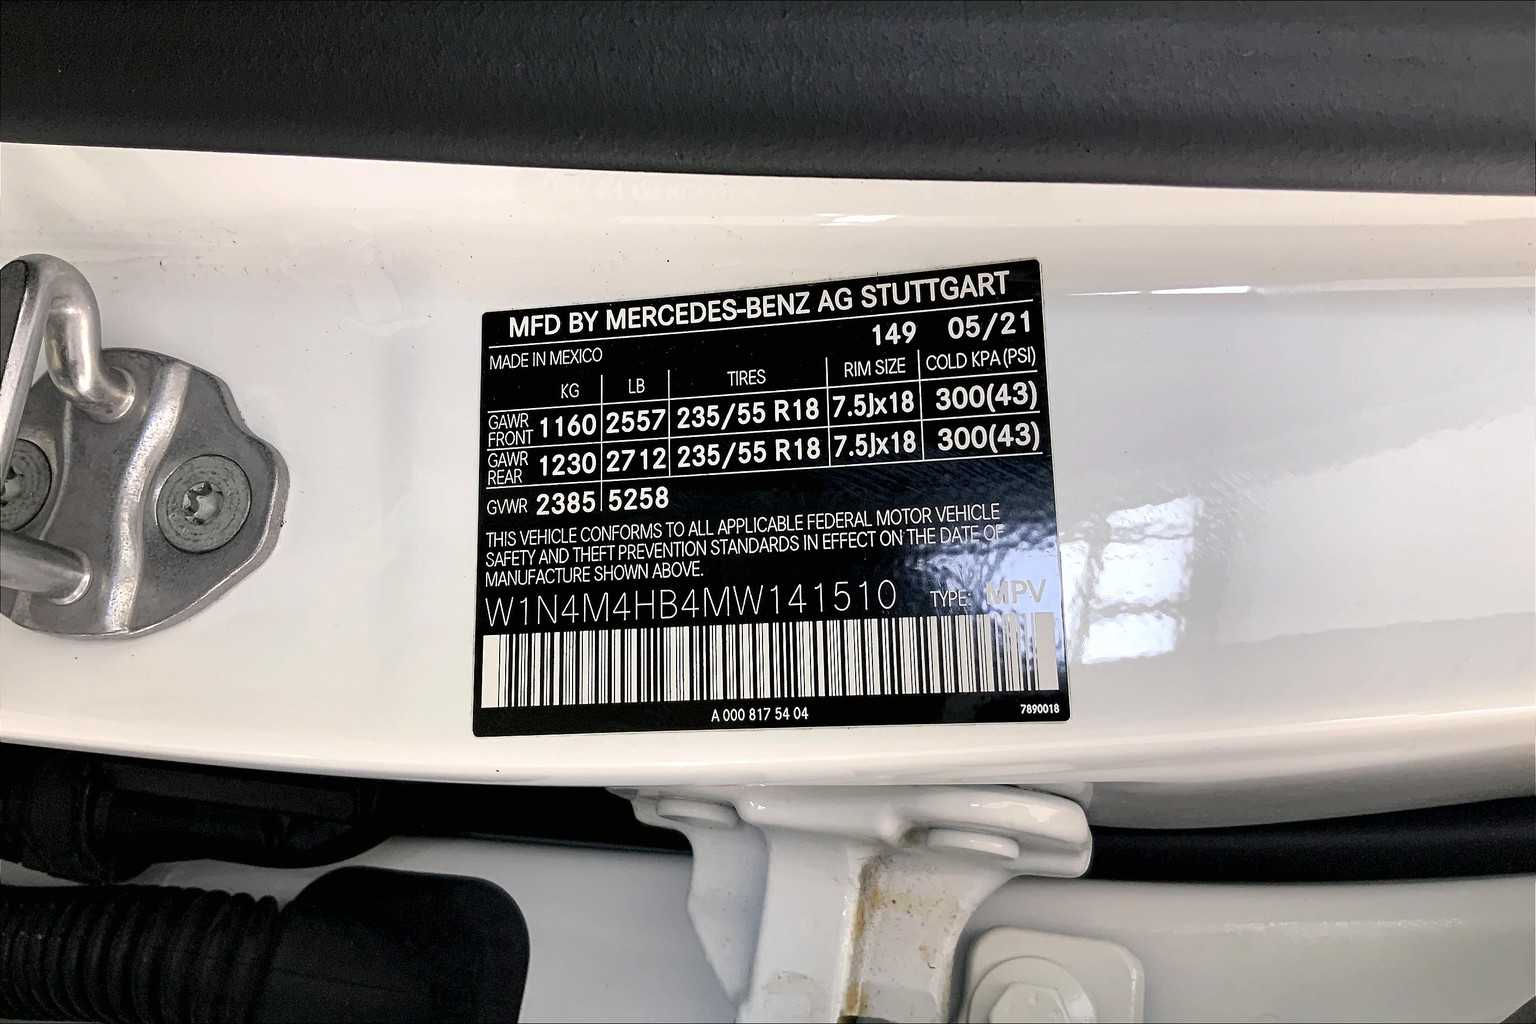 MFD BY MERCEDES-BENZ AG STUTTGART
149 05/21
MADE IN MEXICO
KG LB TIRES RIM SIZE COLD KPA (PSI)
GAWR FRONT 1160 2557 235/55 R18 7.5Jx18 300(43)
GAWR REAR 1230 2712 235/55 R18 7.5Jx18 300(43)
GVWR 2385 5258
THIS VEHICLE CONFORMS TO ALL APPLICABLE FEDERAL MOTOR VEHICLE
SAFETY AND THEFT PREVENTION STANDARDS IN EFFECT ON THE DATE OF
MANUFACTURE SHOWN ABOVE.
W1N4M4HB4MW141510 TYPE: MPV
A 000 817 54 04 7890018